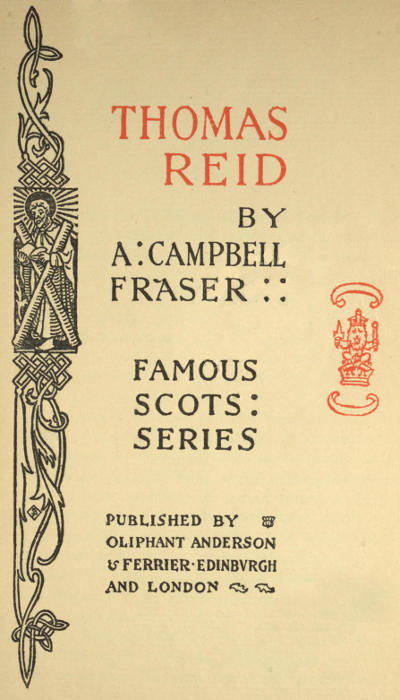 THOMAS
REID
BY
A: CAMPBELL
FRASER ::
FAMOUS
SCOTS:
SERIES
PUBLISHED BY
OLIPHANT ANDERSON
& FERRIER·EDINBVRGH
AND LONDON